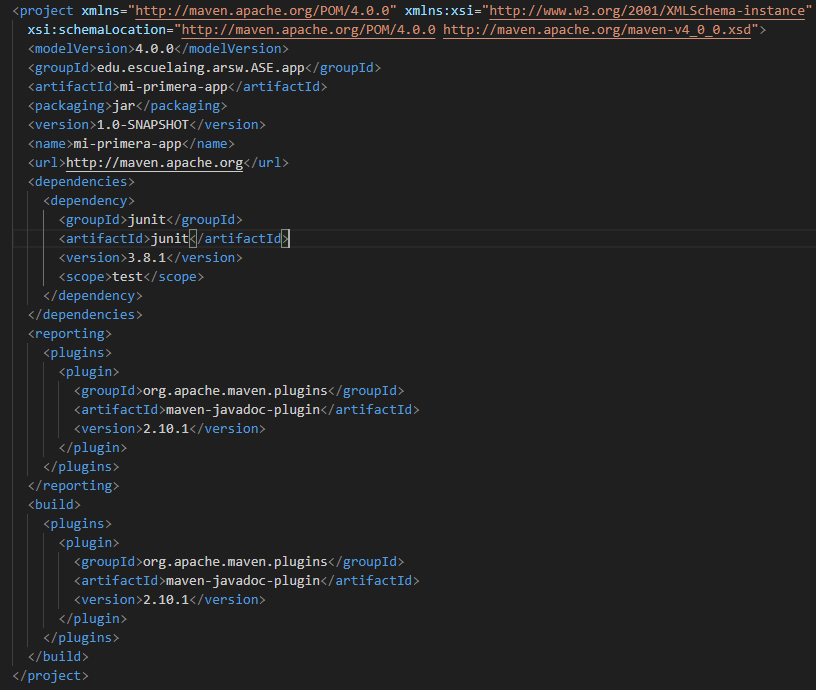 <project xmlns="http://maven.apache.org/POM/4.0.0" xmlns:xsi="http://www.w3.org/2001/XMLSchema-instance"
  xsi:schemaLocation="http://maven.apache.org/POM/4.0.0 http://maven.apache.org/maven-v4_0_0.xsd">
  <modelVersion>4.0.0</modelVersion>
  <groupId>edu.escuelaing.arsw.ASE.app</groupId>
  <artifactId>mi-primera-app</artifactId>
  <packaging>jar</packaging>
  <version>1.0-SNAPSHOT</version>
  <name>mi-primera-app</name>
  <url>http://maven.apache.org</url>
  <dependencies>
    <dependency>
      <groupId>junit</groupId>
      <artifactId>junit</artifactId>
      <version>3.8.1</version>
      <scope>test</scope>
    </dependency>
  </dependencies>
  <reporting>
    <plugins>
      <plugin>
        <groupId>org.apache.maven.plugins</groupId>
        <artifactId>maven-javadoc-plugin</artifactId>
        <version>2.10.1</version>
      </plugin>
    </plugins>
  </reporting>
  <build>
    <plugins>
      <plugin>
        <groupId>org.apache.maven.plugins</groupId>
        <artifactId>maven-javadoc-plugin</artifactId>
        <version>2.10.1</version>
      </plugin>
    </plugins>
  </build>
</project>